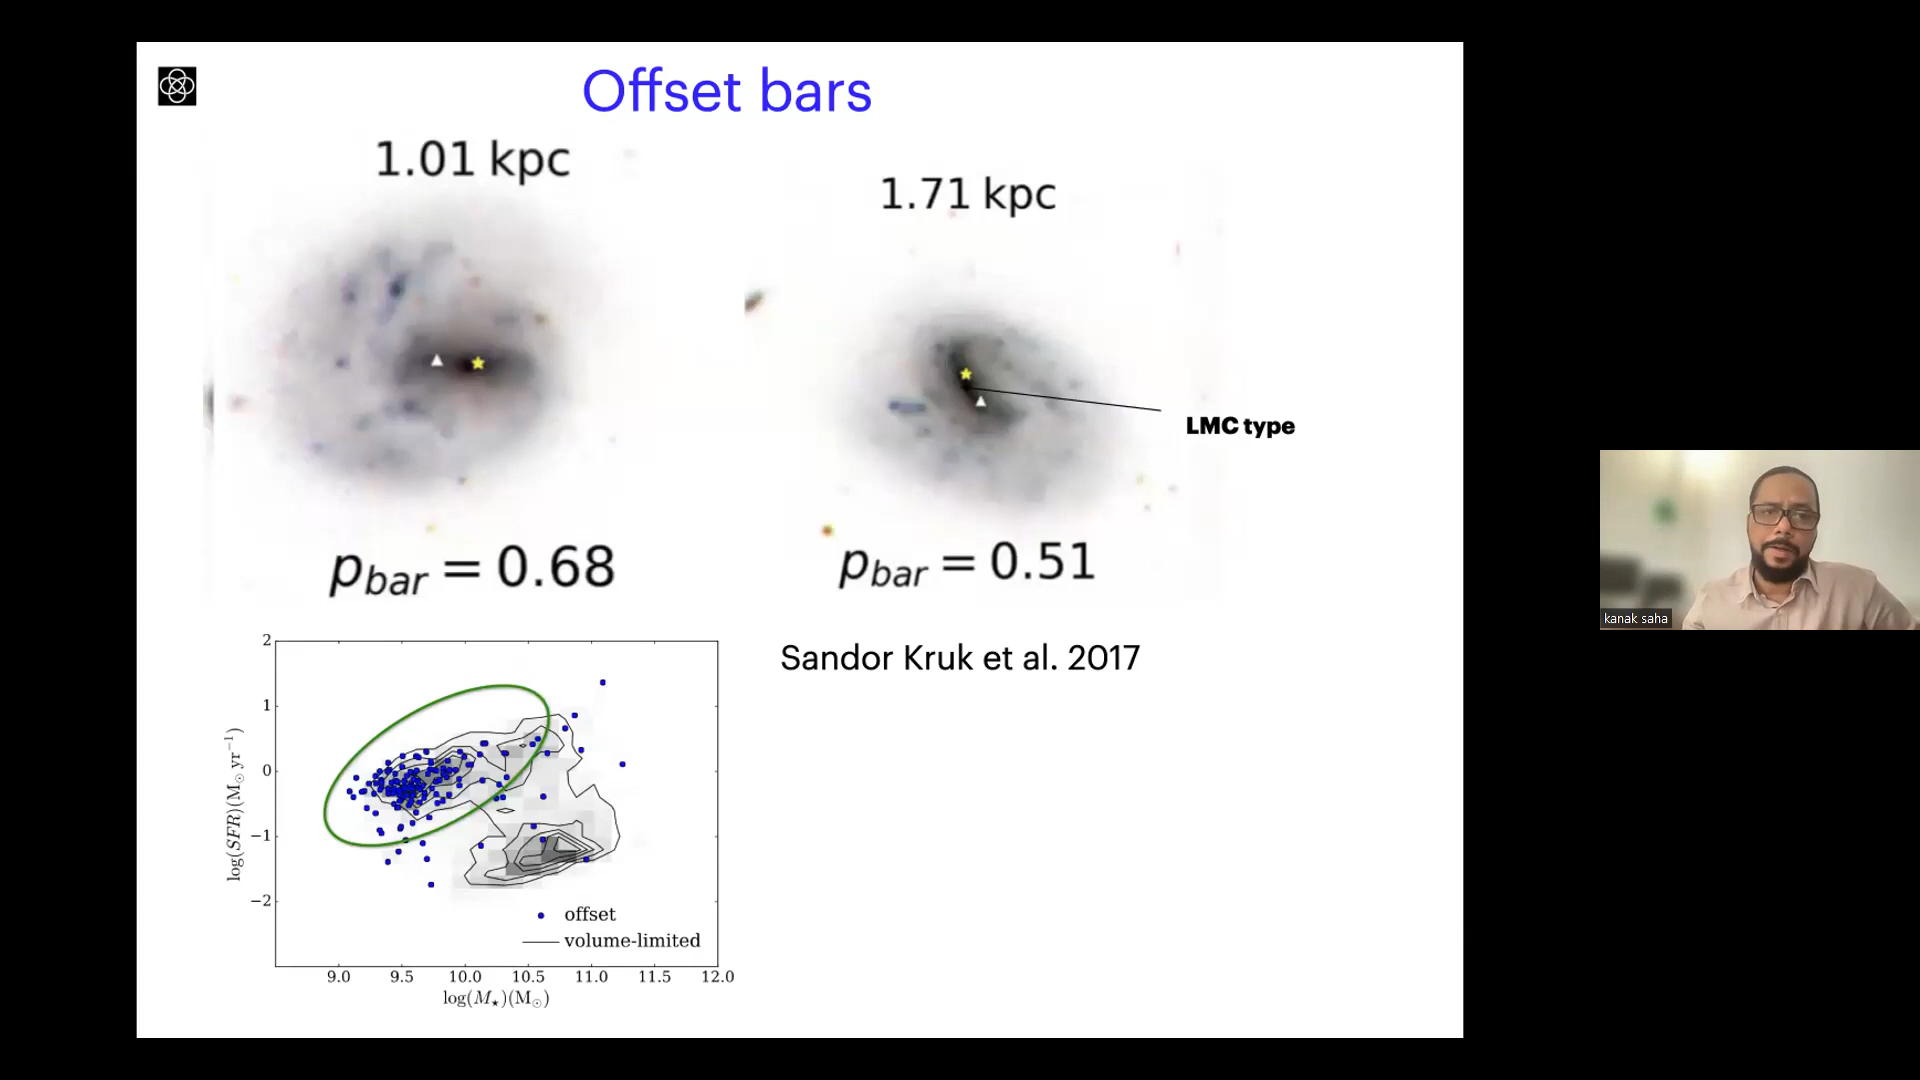 Offset bars
1.01 kpc
1.71 kpc
LMC type
p_bar = 0.68
p_bar = 0.51
Sandor Kruk et al. 2017
2
1
0
−1
−2
log(SFR)(M☉ yr⁻¹)
offset
volume-limited
9.0 9.5 10.0 10.5 11.0 11.5 12.0
log(M⋆)(M☉)
kanak saha